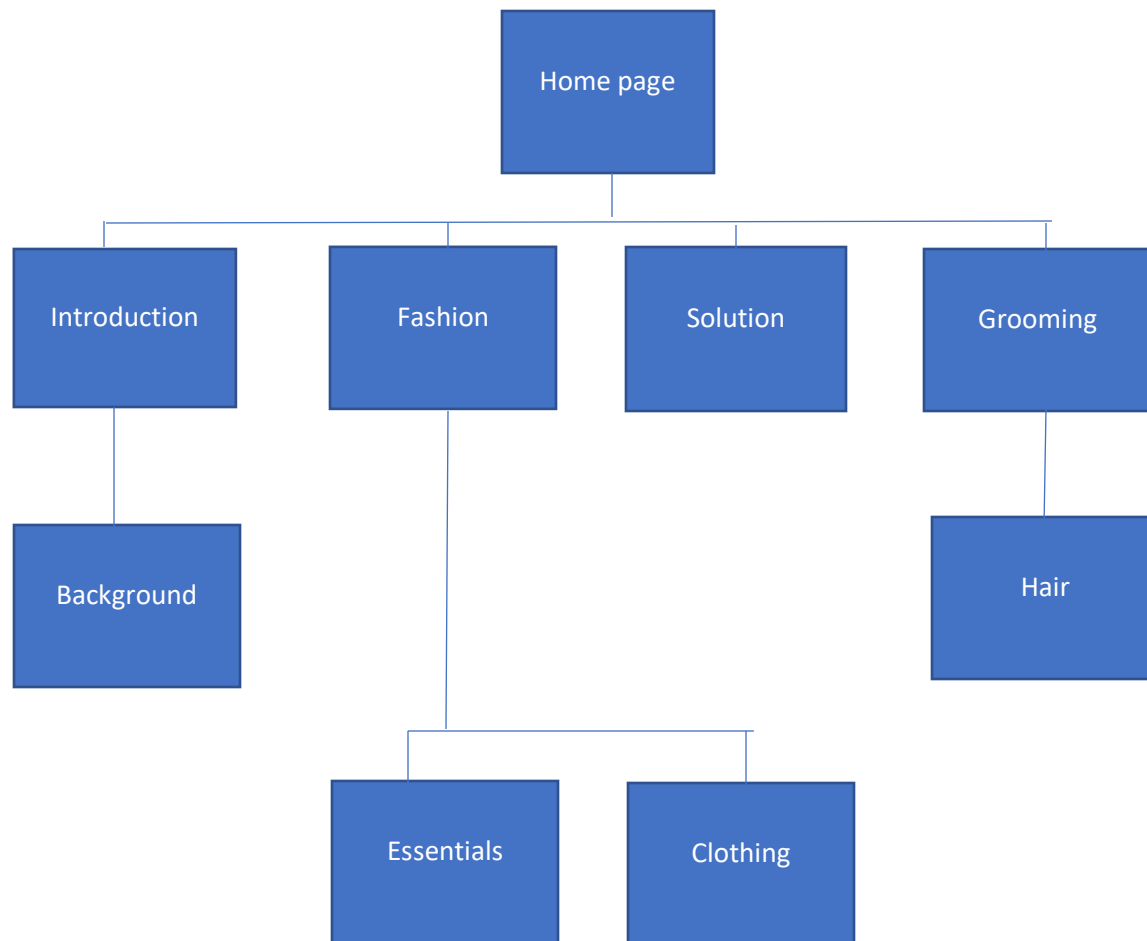 Home page
Introduction
Fashion
Solution
Grooming
Background
Hair
Essentials
Clothing